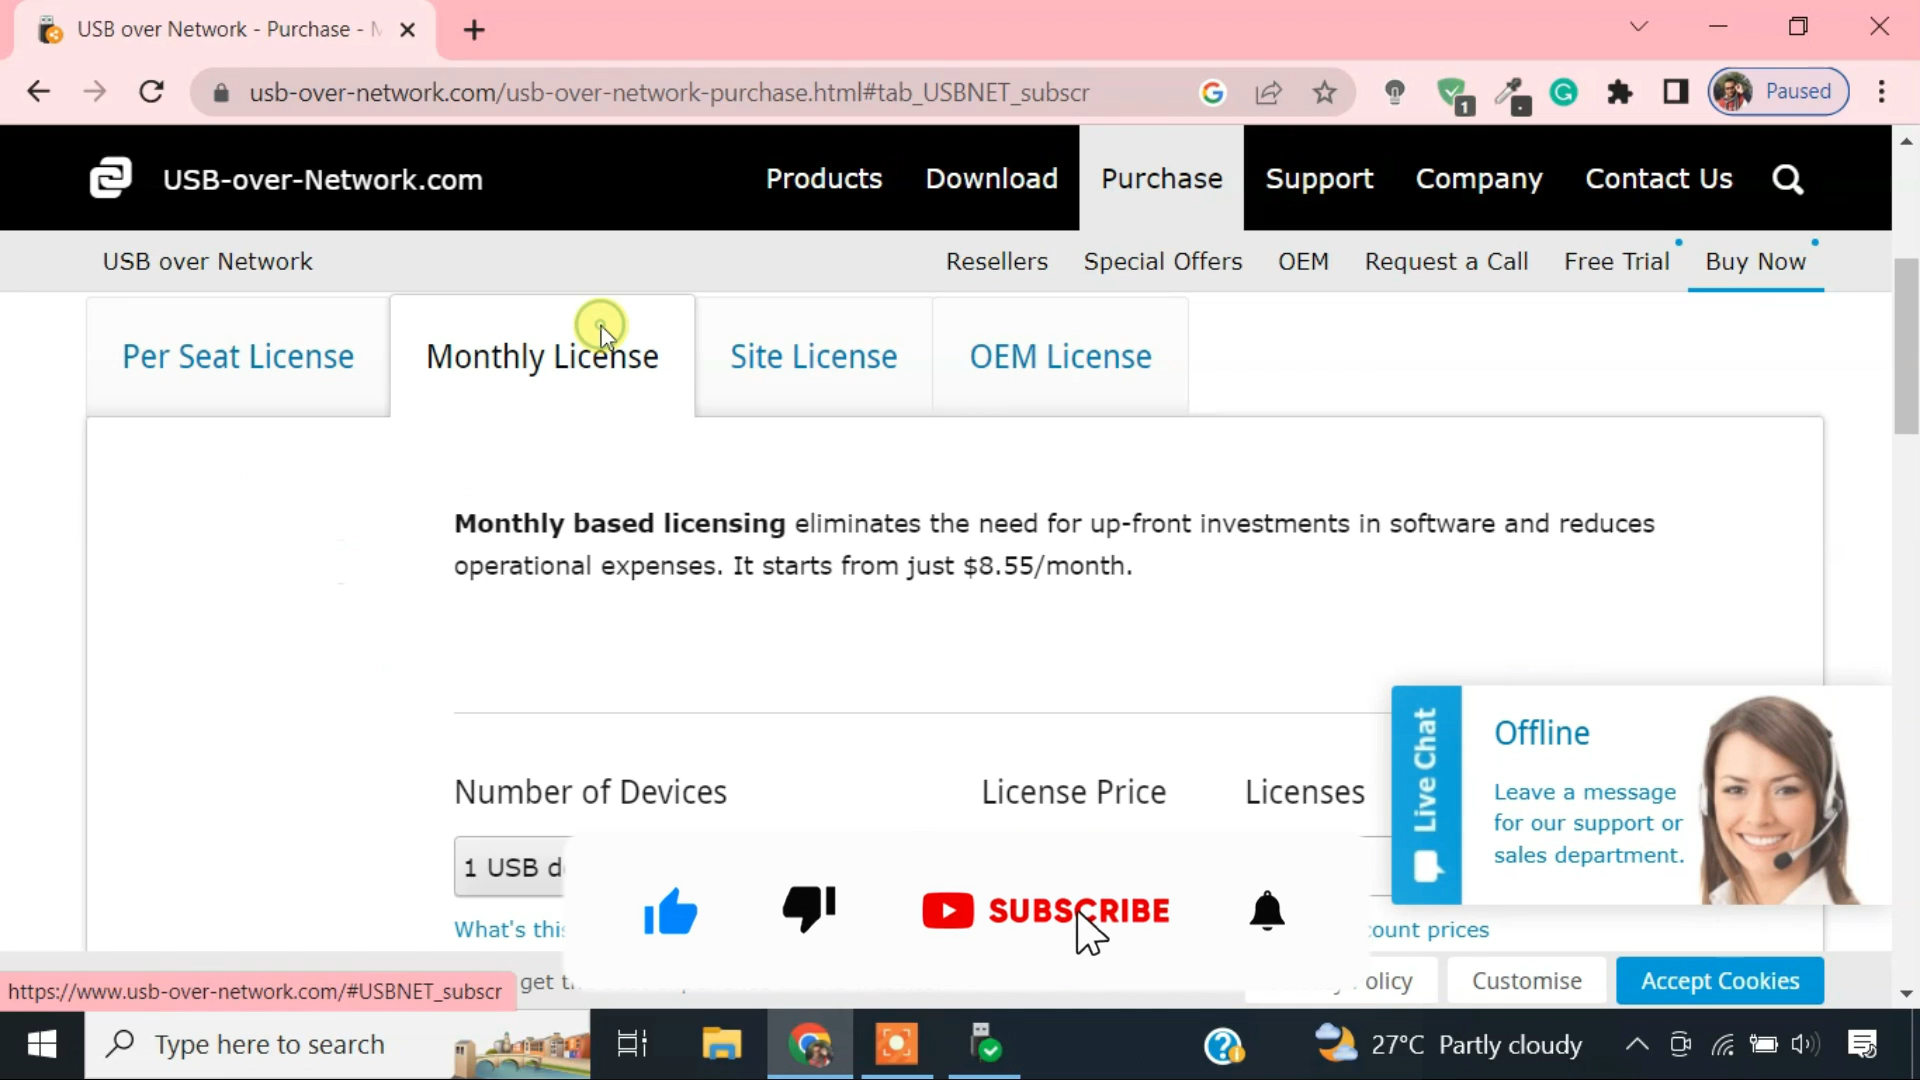 USB over Network - Purchase -
usb-over-network.com/usb-over-network-purchase.html#tab_USBNET_subscr
1
Paused
USB-over-Network.com
Products Download Purchase Support Company Contact Us
USB over Network
Resellers Special Offers OEM Request a Call Free Trial Buy Now
Per Seat License Monthly License Site License OEM License
Monthly based licensing eliminates the need for up-front investments in software and reduces
operational expenses. It starts from just $8.55/month.
Live Chat
Offline
Leave a message
for our support or
sales department.
Number of Devices License Price Licenses
1 USB d
What's this
ount prices
SUBSCRIBE
https://www.usb-over-network.com/#USBNET_subscr
get
olicy Customise Accept Cookies
Type here to search
27°C Partly cloudy